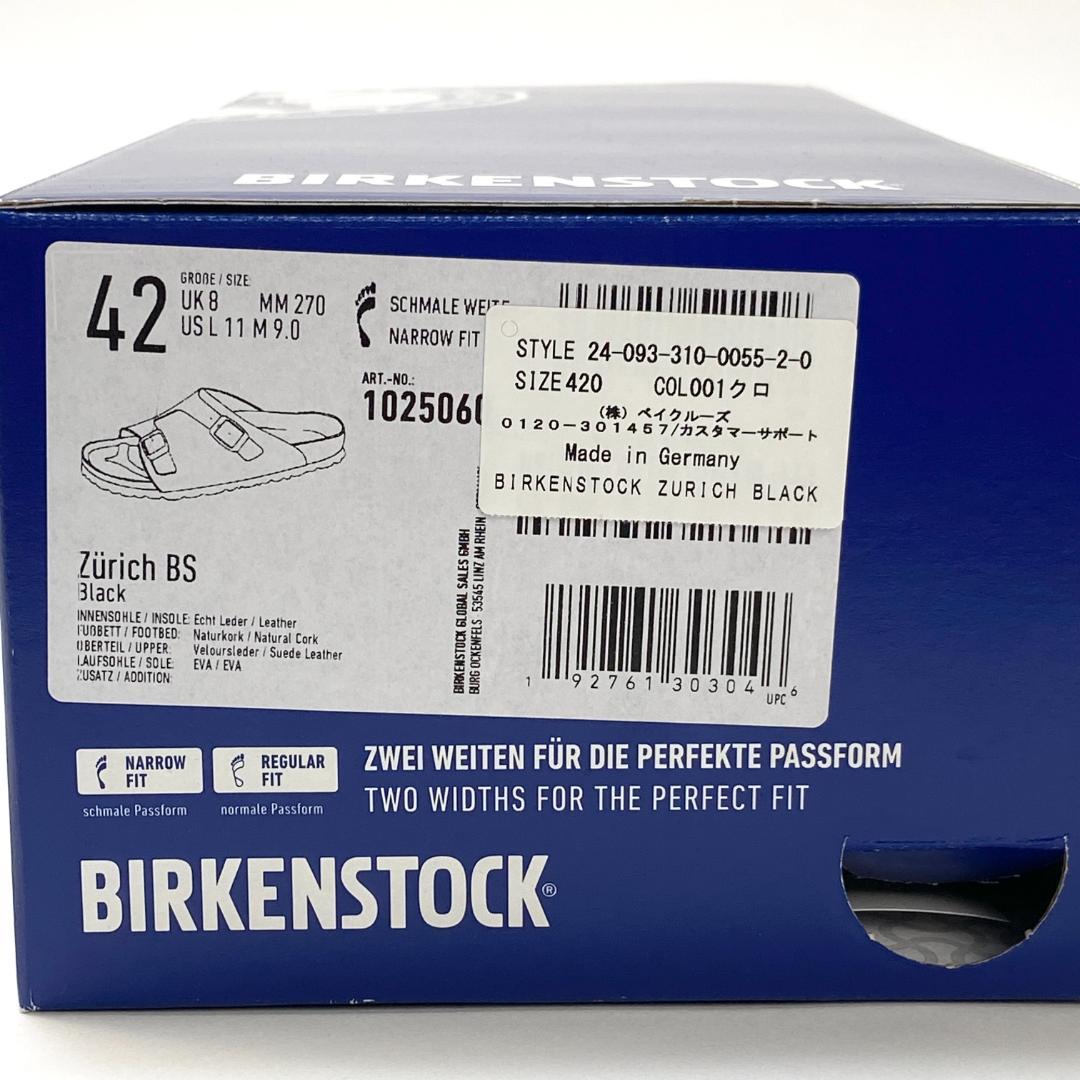 BIRKENSTOCK
42
GRÖßE / SIZE:
UK 8 MM 270
US L 11 M 9.0
SCHMALE WEITE
NARROW FIT
ART.-NO.:
102506
STYLE 24-093-310-0055-2-0
SIZE420 COL001クロ
(株) ベイクルーズ
0120-301457/カスタマーサポート
Made in Germany
BIRKENSTOCK ZURICH BLACK
Zürich BS
Black
INNENSOHLE / INSOLE: Echt Leder / Leather
FUßBETT / FOOTBED: Naturkork / Natural Cork
OBERTEIL / UPPER: Veloursleder / Suede Leather
LAUFSOHLE / SOLE: EVA / EVA
ZUSATZ / ADDITION:
BIRKENSTOCK GLOBAL SALES GMBH
BURG OCKENFELS 53545 LINZ AM RHEIN
1 92761 30304 6
UPC
NARROW FIT
schmale Passform
REGULAR FIT
normale Passform
ZWEI WEITEN FÜR DIE PERFEKTE PASSFORM
TWO WIDTHS FOR THE PERFECT FIT
BIRKENSTOCK®